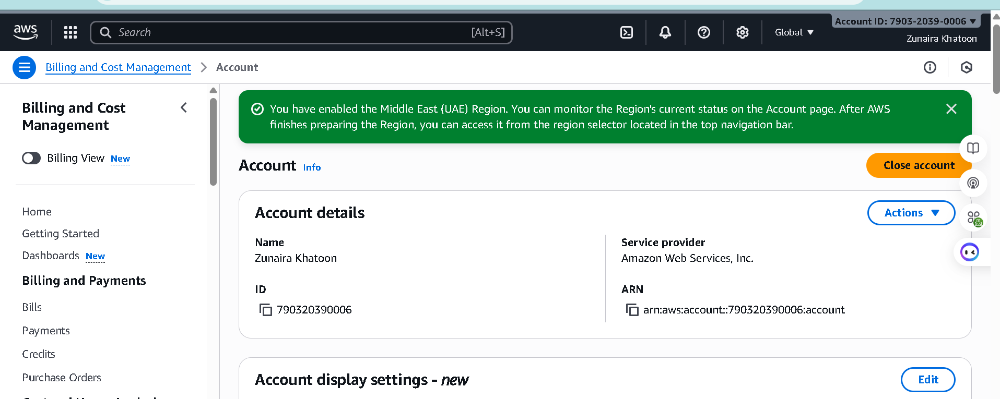 aws
Search [Alt+S]
Global
Account ID: 7903-2039-0006
Zunaira Khatoon
Billing and Cost Management
Account
Billing and Cost
Management
Billing View New
Home
Getting Started
Dashboards New
Billing and Payments
Bills
Payments
Credits
Purchase Orders
You have enabled the Middle East (UAE) Region. You can monitor the Region's current status on the Account page. After AWS
finishes preparing the Region, you can access it from the region selector located in the top navigation bar.
Account Info
Close account
Account details
Actions
Name
Zunaira Khatoon
Service provider
Amazon Web Services, Inc.
ID
790320390006
ARN
arn:aws:account::790320390006:account
Account display settings - new
Edit